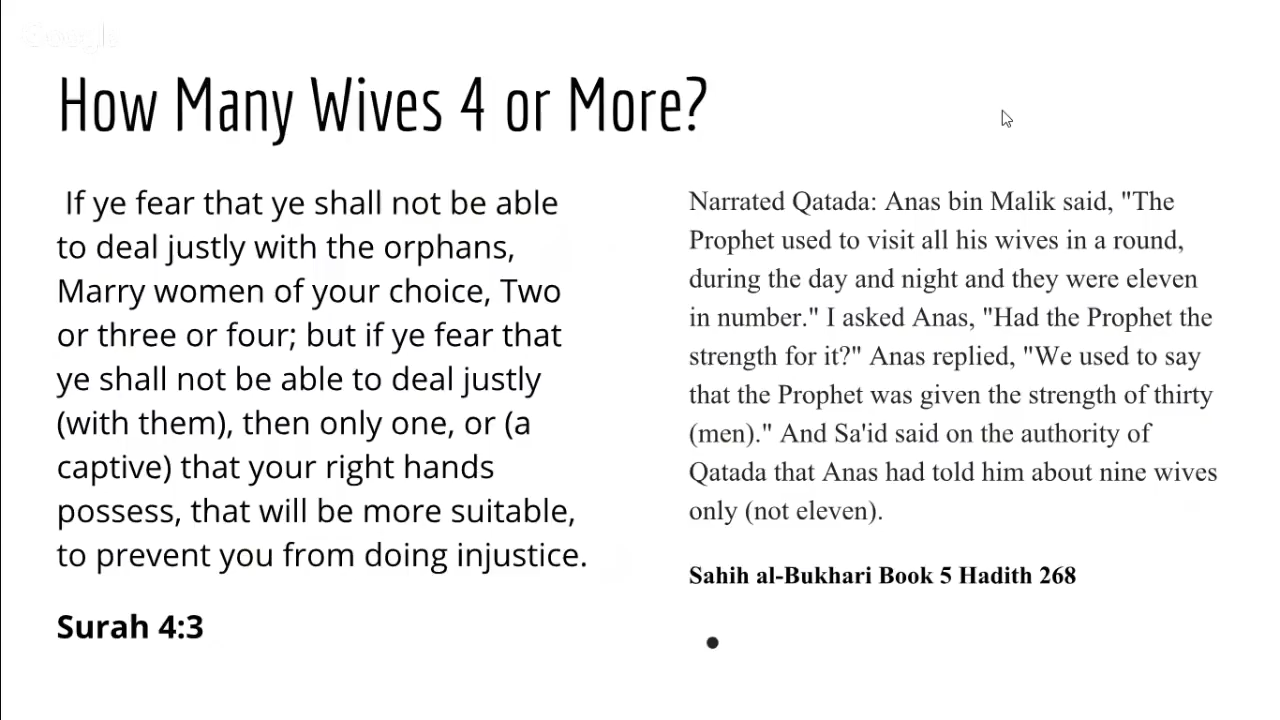 How Many Wives 4 or More?
If ye fear that ye shall not be able
to deal justly with the orphans,
Marry women of your choice, Two
or three or four; but if ye fear that
ye shall not be able to deal justly
(with them), then only one, or (a
captive) that your right hands
possess, that will be more suitable,
to prevent you from doing injustice.
Surah 4:3
Narrated Qatada: Anas bin Malik said, "The
Prophet used to visit all his wives in a round,
during the day and night and they were eleven
in number." I asked Anas, "Had the Prophet the
strength for it?" Anas replied, "We used to say
that the Prophet was given the strength of thirty
(men)." And Sa'id said on the authority of
Qatada that Anas had told him about nine wives
only (not eleven).
Sahih al-Bukhari Book 5 Hadith 268